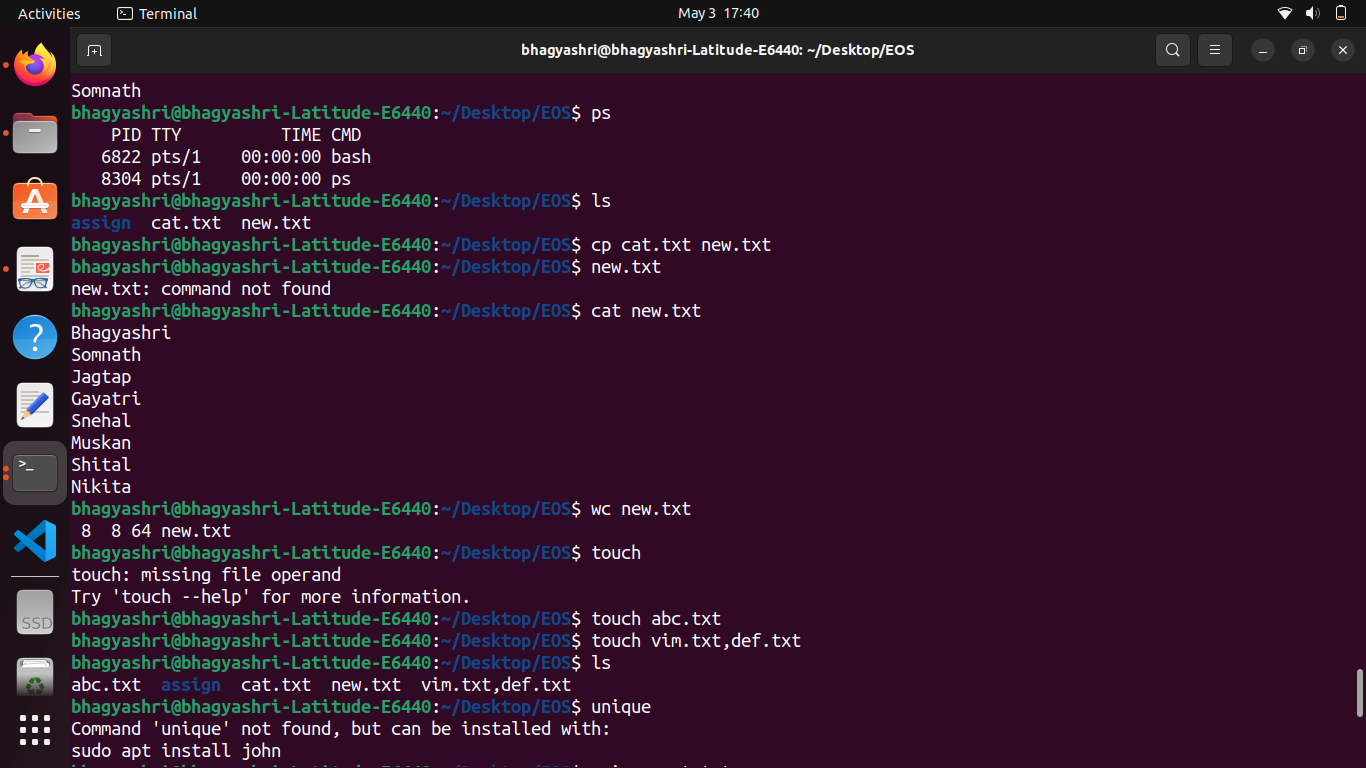 Activities
Terminal
May 3 17:40
bhagyashri@bhagyashri-Latitude-E6440: ~/Desktop/EOS
Somnath
bhagyashri@bhagyashri-Latitude-E6440:~/Desktop/EOS$ ps
    PID TTY          TIME CMD
   6822 pts/1    00:00:00 bash
   8304 pts/1    00:00:00 ps
bhagyashri@bhagyashri-Latitude-E6440:~/Desktop/EOS$ ls
assign  cat.txt  new.txt
bhagyashri@bhagyashri-Latitude-E6440:~/Desktop/EOS$ cp cat.txt new.txt
bhagyashri@bhagyashri-Latitude-E6440:~/Desktop/EOS$ new.txt
new.txt: command not found
bhagyashri@bhagyashri-Latitude-E6440:~/Desktop/EOS$ cat new.txt
Bhagyashri
Somnath
Jagtap
Gayatri
Snehal
Muskan
Shital
Nikita
bhagyashri@bhagyashri-Latitude-E6440:~/Desktop/EOS$ wc new.txt
 8  8 64 new.txt
bhagyashri@bhagyashri-Latitude-E6440:~/Desktop/EOS$ touch
touch: missing file operand
Try 'touch --help' for more information.
bhagyashri@bhagyashri-Latitude-E6440:~/Desktop/EOS$ touch abc.txt
bhagyashri@bhagyashri-Latitude-E6440:~/Desktop/EOS$ touch vim.txt,def.txt
bhagyashri@bhagyashri-Latitude-E6440:~/Desktop/EOS$ ls
abc.txt  assign  cat.txt  new.txt  vim.txt,def.txt
bhagyashri@bhagyashri-Latitude-E6440:~/Desktop/EOS$ unique
Command 'unique' not found, but can be installed with:
sudo apt install john
SSD